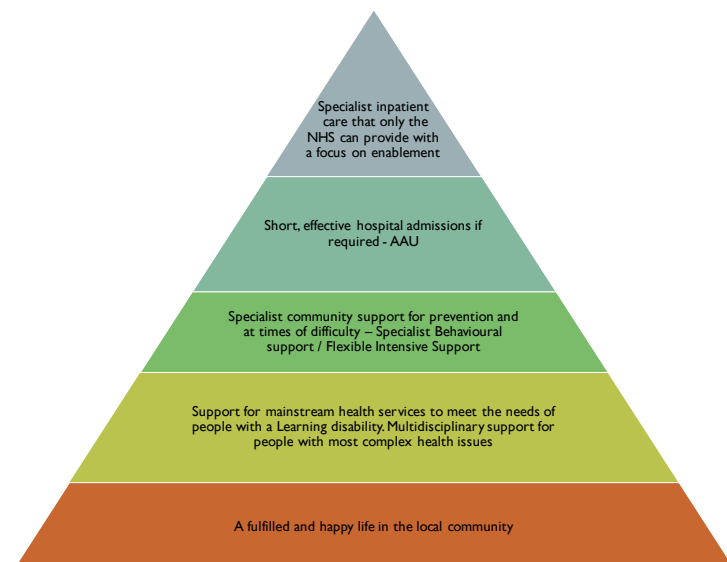 Specialist inpatient
care that only the
NHS can provide with
a focus on enablement
Short, effective hospital admissions if
required - AAU
Specialist community support for prevention and
at times of difficulty – Specialist Behavioural
support / Flexible Intensive Support
Support for mainstream health services to meet the needs of
people with a Learning disability. Multidisciplinary support for
people with most complex health issues
A fulfilled and happy life in the local community